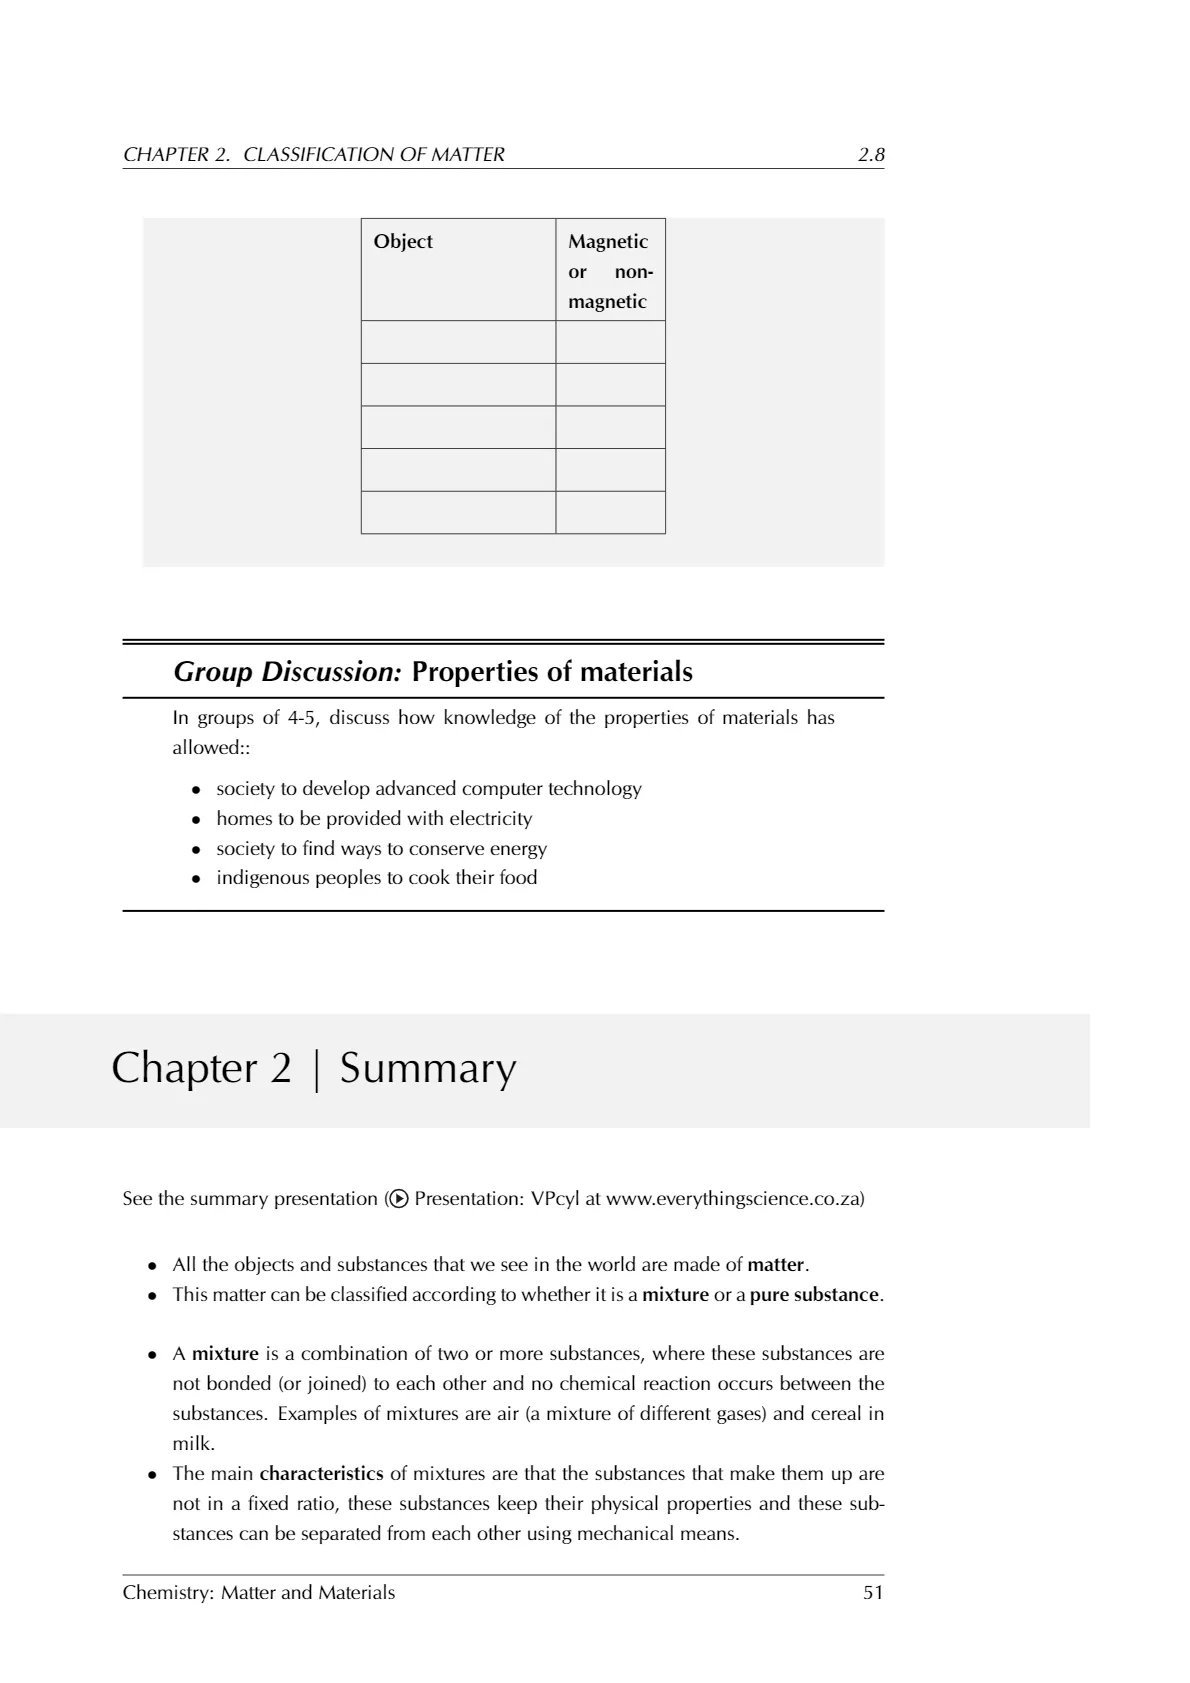 CHAPTER 2. CLASSIFICATION OF MATTER 2.8
Object Magnetic
or non-
magnetic
Group Discussion: Properties of materials
In groups of 4-5, discuss how knowledge of the properties of materials has
allowed::
• society to develop advanced computer technology
• homes to be provided with electricity
• society to find ways to conserve energy
• indigenous peoples to cook their food
Chapter 2 | Summary
See the summary presentation (▶ Presentation: VPcyl at www.everythingscience.co.za)
• All the objects and substances that we see in the world are made of matter.
• This matter can be classified according to whether it is a mixture or a pure substance.
• A mixture is a combination of two or more substances, where these substances are
not bonded (or joined) to each other and no chemical reaction occurs between the
substances. Examples of mixtures are air (a mixture of different gases) and cereal in
milk.
• The main characteristics of mixtures are that the substances that make them up are
not in a fixed ratio, these substances keep their physical properties and these sub-
stances can be separated from each other using mechanical means.
Chemistry: Matter and Materials 51